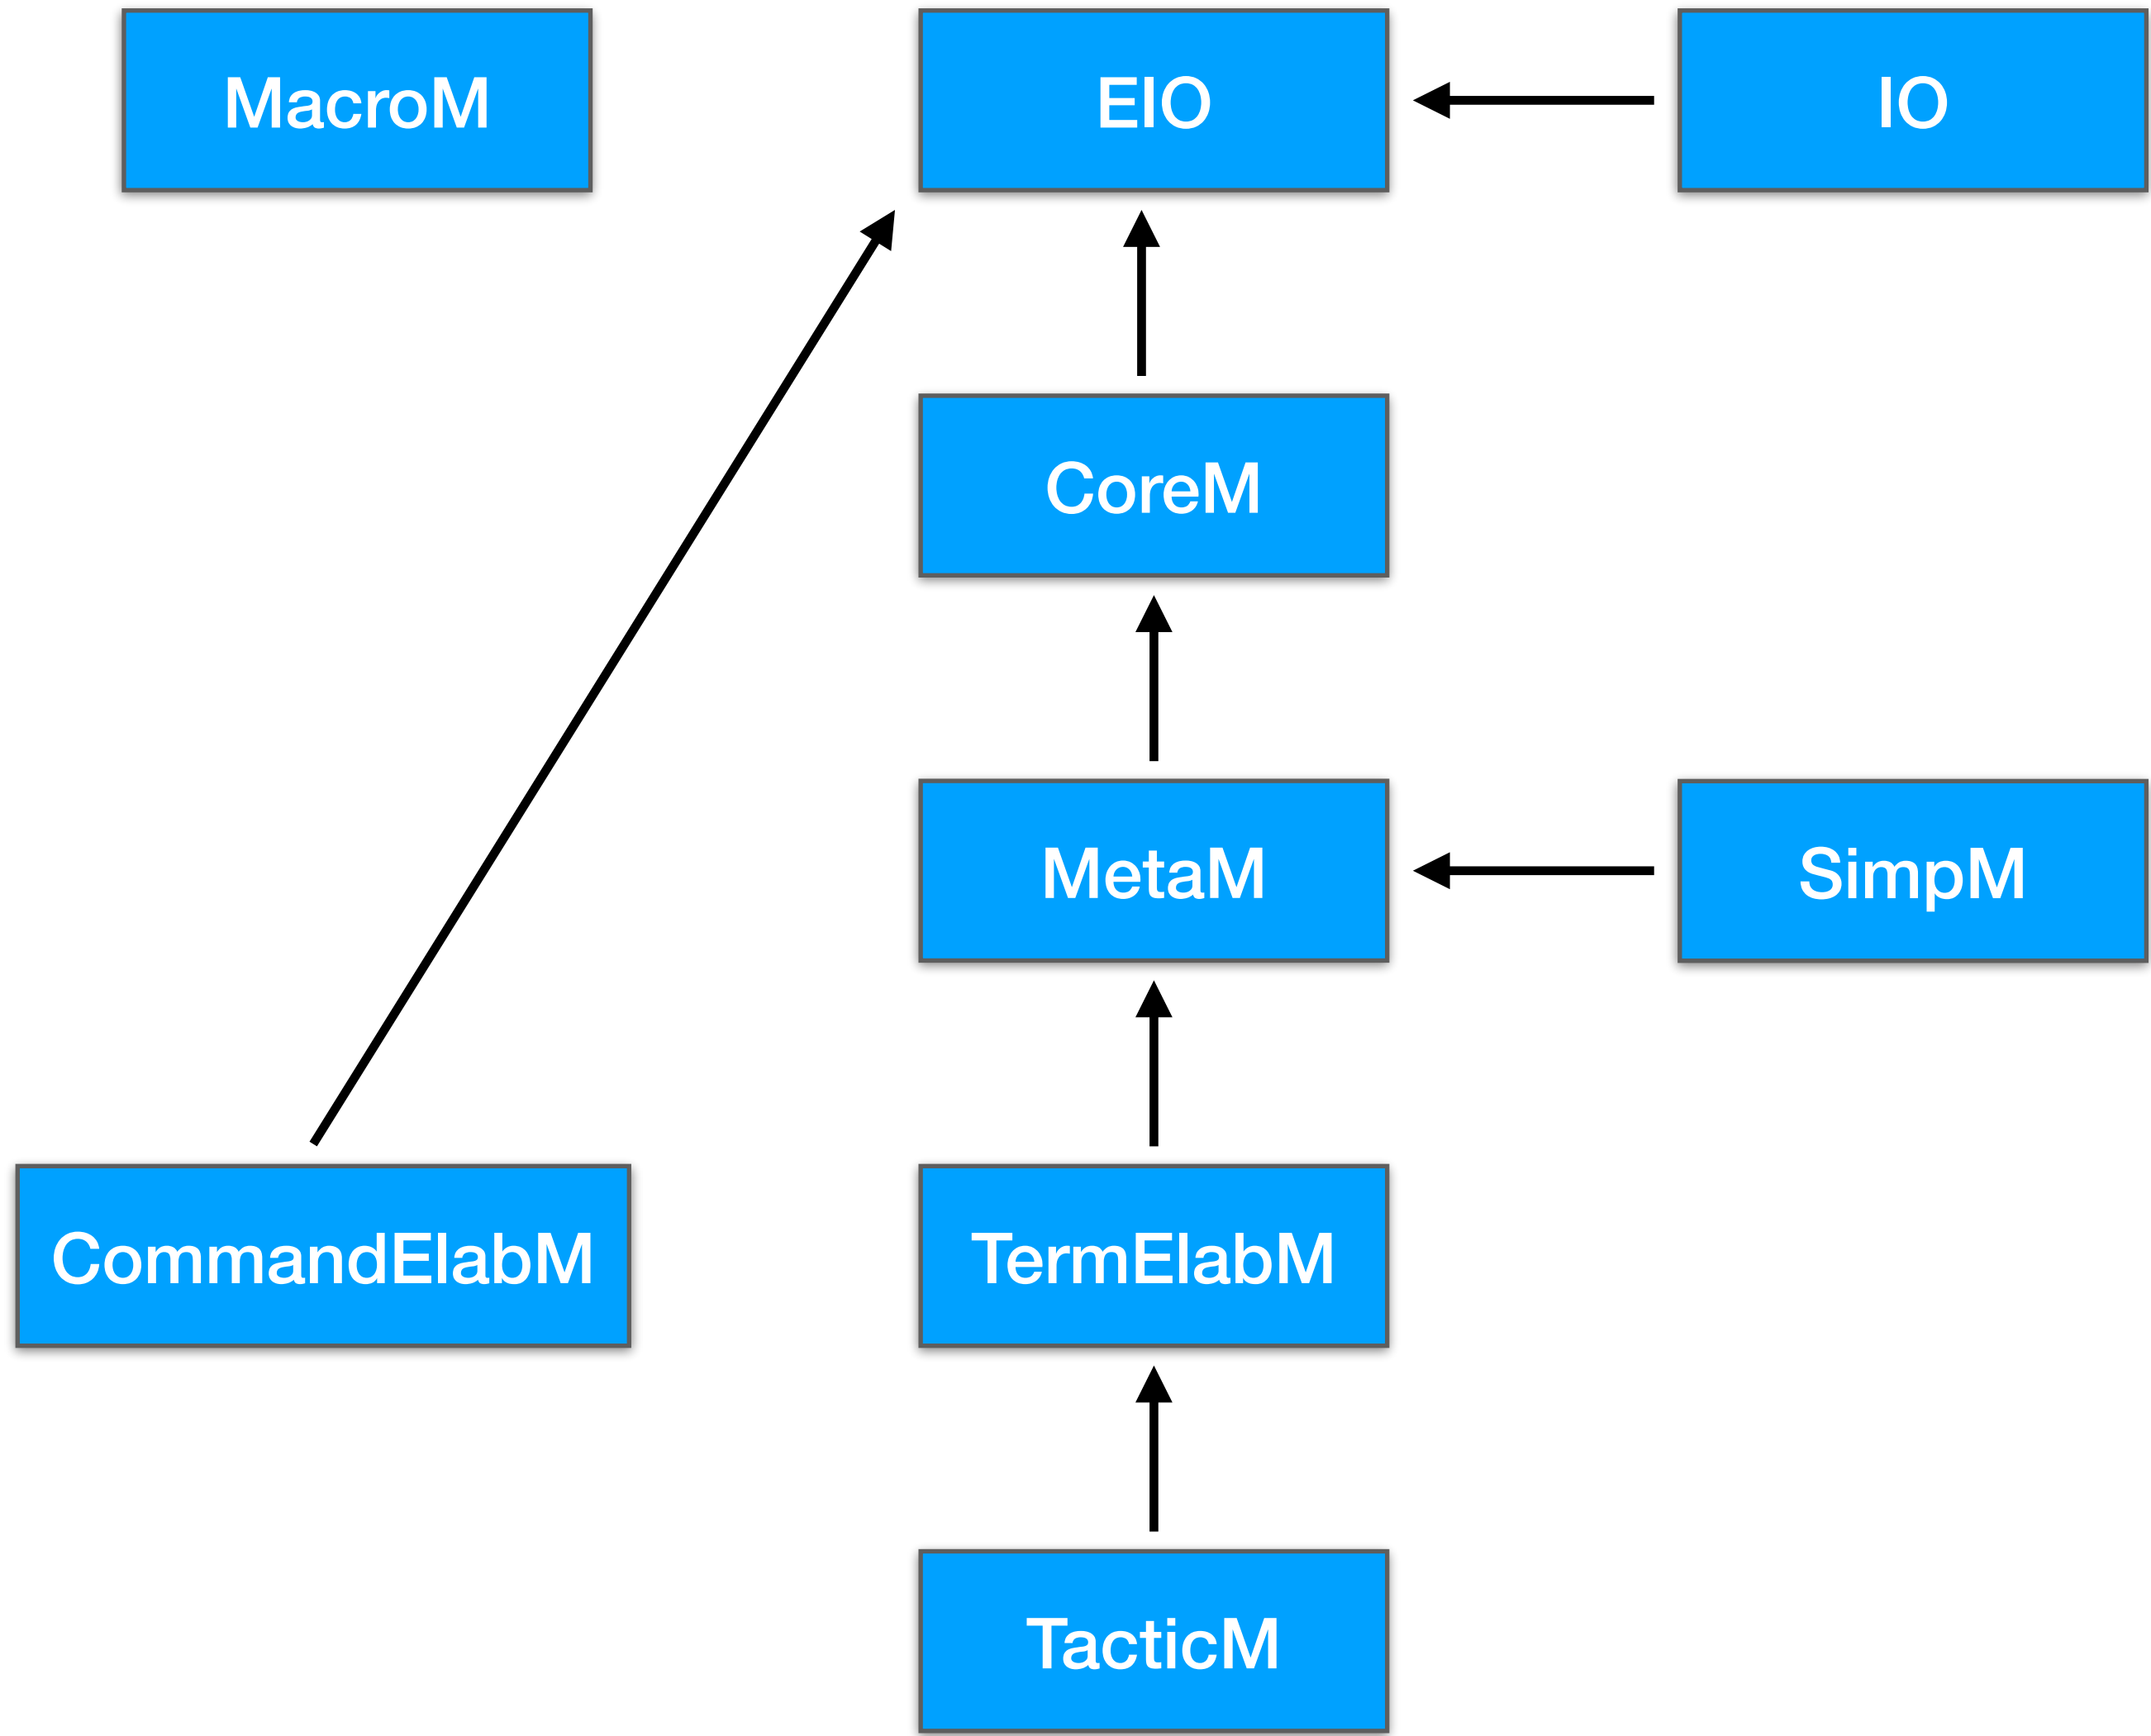 MacroM
EIO
IO
CoreM
MetaM
SimpM
CommandElabM
TermElabM
TacticM